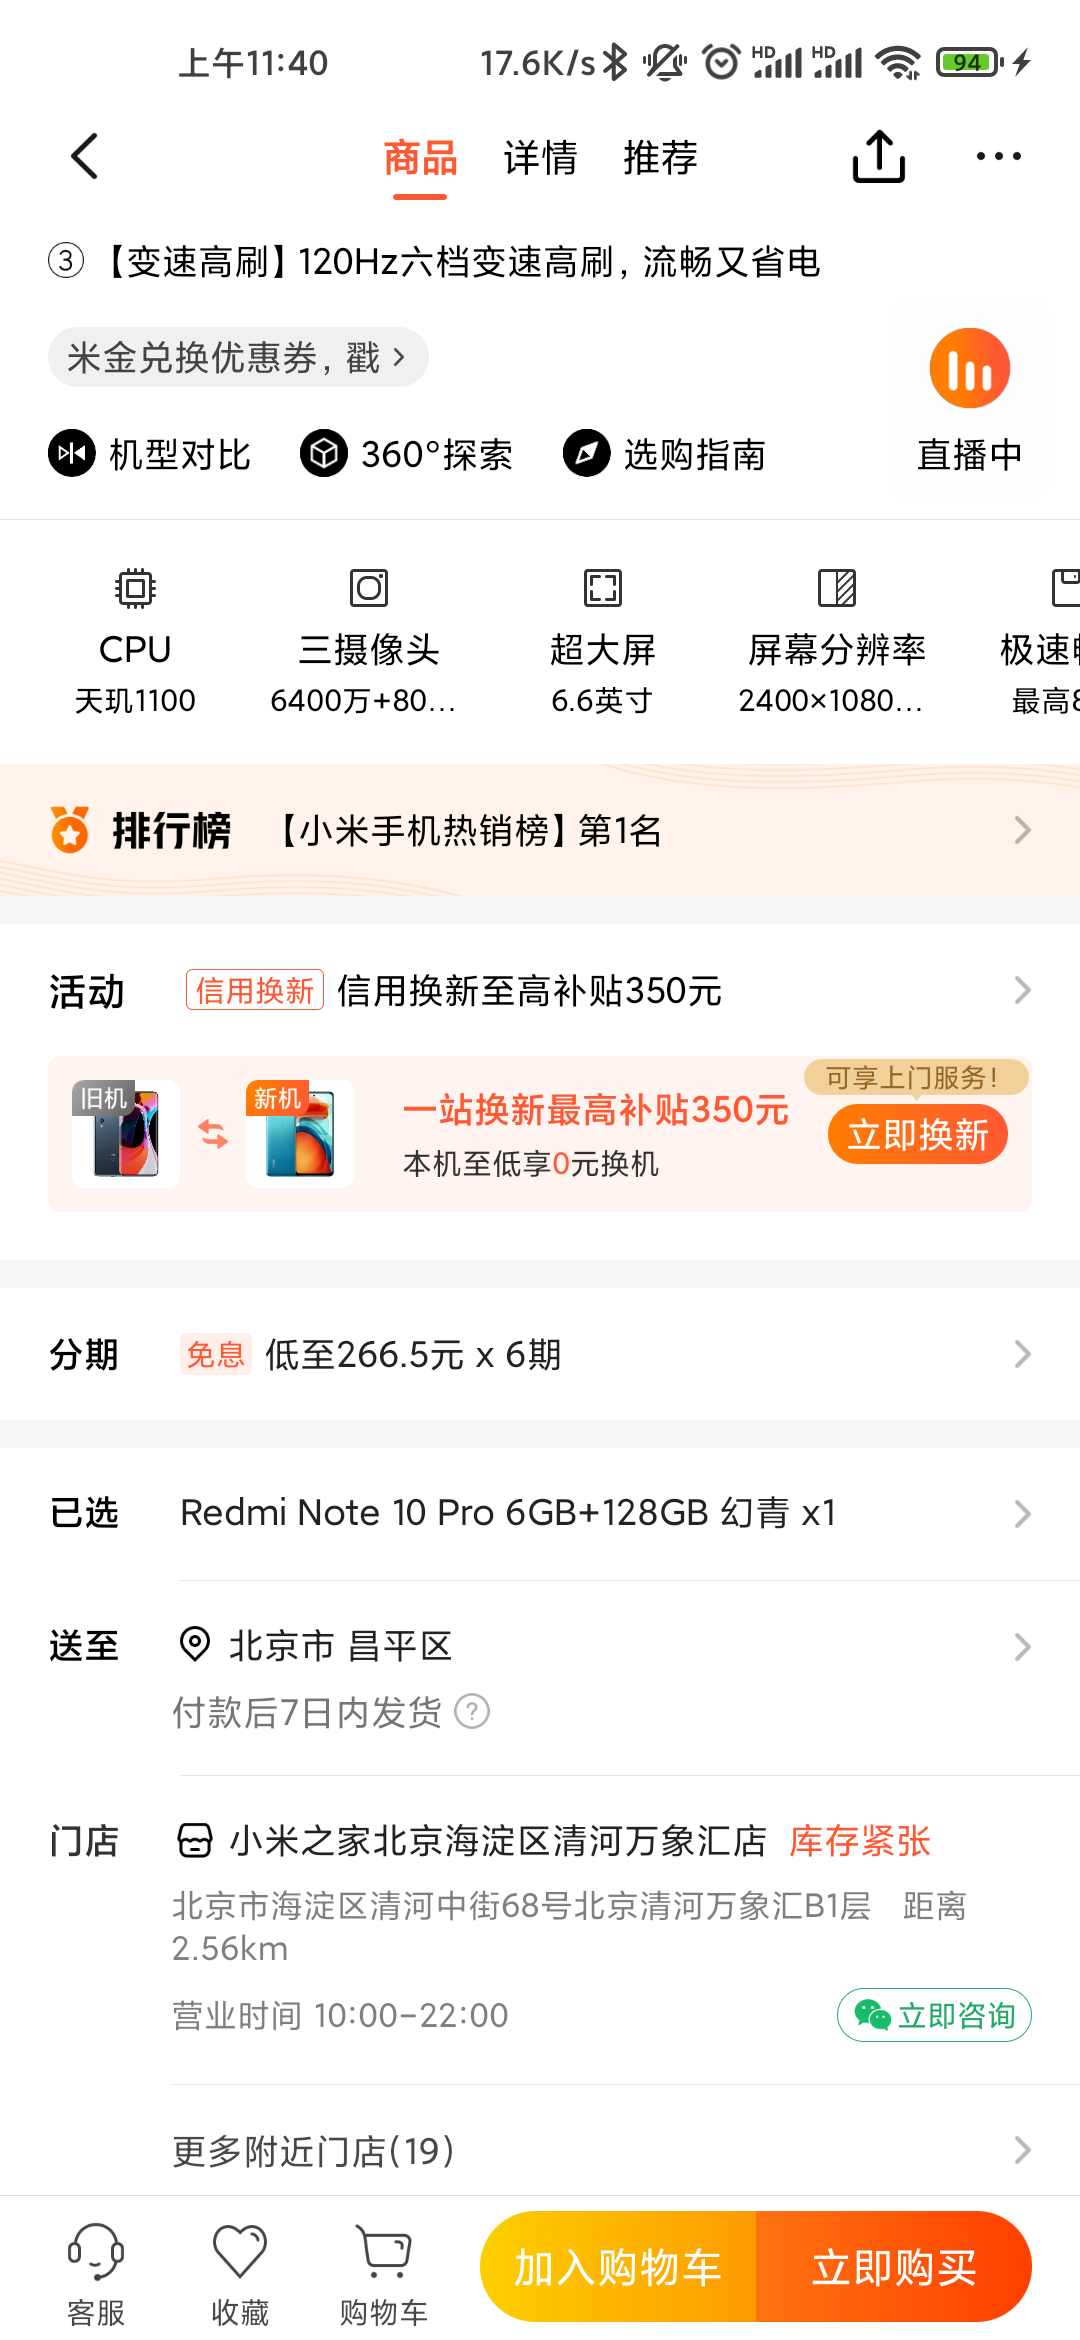 上午11:40
17.6K/s
HD
HD
94
商品
详情
推荐
③【变速高刷】120Hz六档变速高刷，流畅又省电
米金兑换优惠券，戳
机型对比
360°探索
选购指南
直播中
CPU
三摄像头
超大屏
屏幕分辨率
极速
天玑1100
6400万+80...
6.6英寸
2400×1080...
最高8
排行榜
【小米手机热销榜】第1名
活动
信用换新
信用换新至高补贴350元
旧机
新机
一站换新最高补贴350元
本机至低享0元换机
可享上门服务！
立即换新
分期
免息
低至266.5元 x 6期
已选
Redmi Note 10 Pro 6GB+128GB 幻青 x1
送至
北京市 昌平区
付款后7日内发货
?
门店
小米之家北京海淀区清河万象汇店
库存紧张
北京市海淀区清河中街68号北京清河万象汇B1层 距离
2.56km
营业时间 10:00-22:00
立即咨询
更多附近门店(19)
客服
收藏
购物车
加入购物车
立即购买